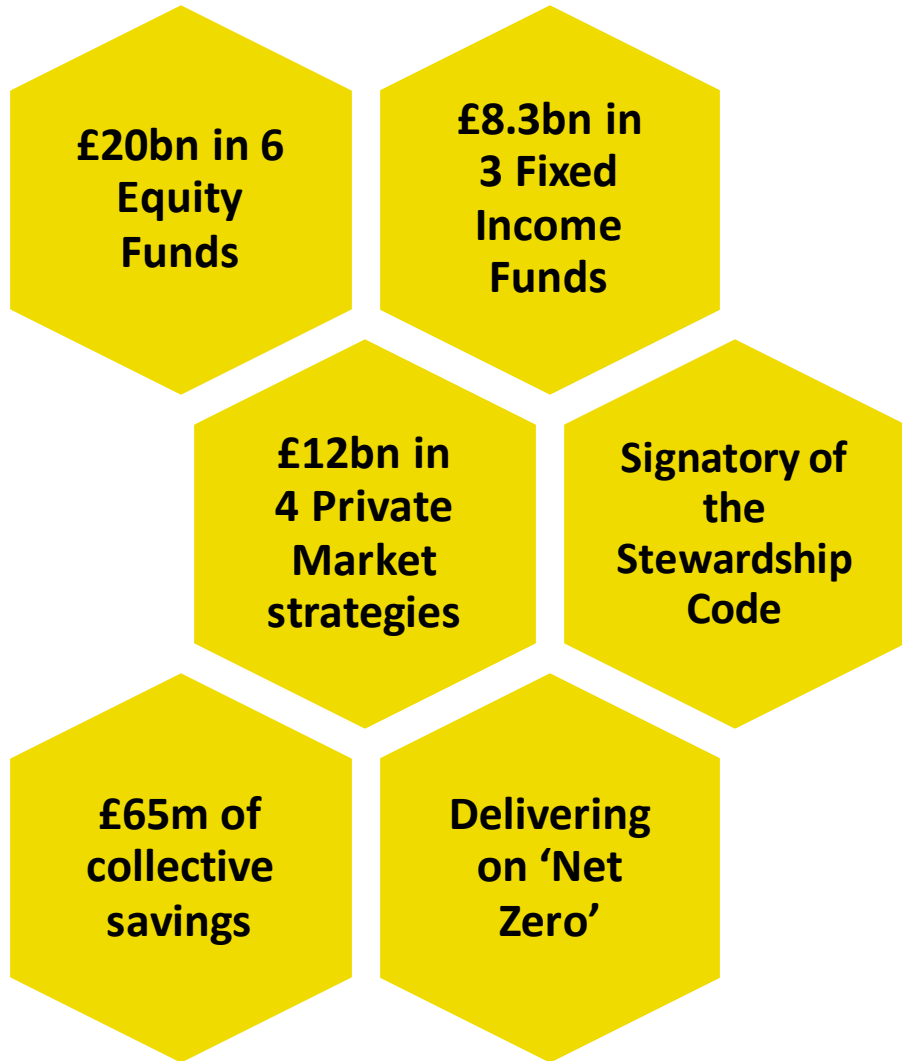 £20bn in 6
Equity
Funds
£8.3bn in
3 Fixed
Income
Funds
£12bn in
4 Private
Market
strategies
Signatory of
the
Stewardship
Code
£65m of
collective
savings
Delivering
on ‘Net
Zero’